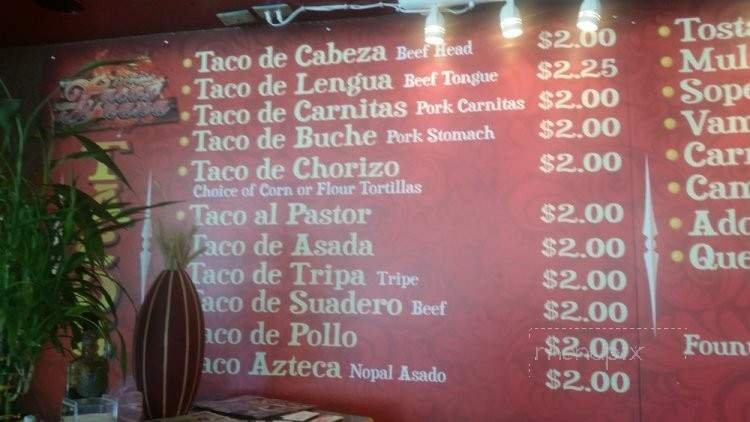 • Taco de Cabeza Beef Head $2.00
• Taco de Lengua Beef Tongue $2.25
• Taco de Carnitas Pork Carnitas $2.00
• Taco de Buche Pork Stomach $2.00
• Taco de Chorizo $2.00
Choice of Corn or Flour Tortillas
• Taco al Pastor $2.00
Taco de Asada $2.00
Taco de Tripa Tripe $2.00
aco de Suadero Beef $2.00
aco de Pollo $2.00
aco Azteca Nopal Asado $2.00
• Tosta
• Mul
• Sope
• Vam
• Carn
• Cam
• Ado
• Que
Fount
menupix